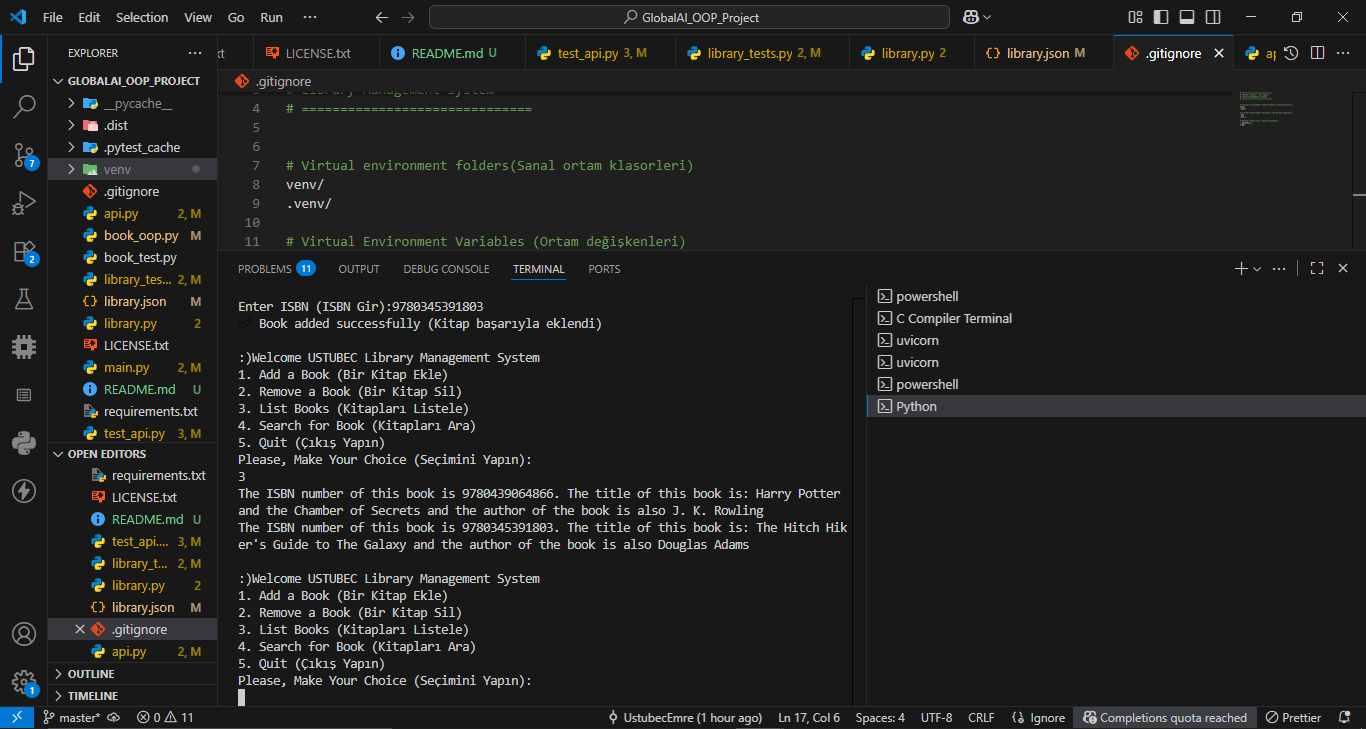 File Edit Selection View Go Run ··· GlobalAI_OOP_Project
EXPLORER ···
GLOBALAI_OOP_PROJECT
__pycache__
.dist
.pytest_cache
venv
.gitignore
api.py 2, M
book_oop.py M
book_test.py
library_tes... 2, M
library.json M
library.py 2
LICENSE.txt
main.py 2, M
README.md U
requirements.txt
test_api.py 3, M
OPEN EDITORS
requirements.txt
LICENSE.txt
README.md U
test_api.... 3, M
library_t... 2, M
library.py 2
library.json M
.gitignore
api.py 2, M
OUTLINE
TIMELINE
7
2
1
LICENSE.txt README.md U test_api.py 3, M library_tests.py 2, M library.py 2 library.json M .gitignore
.gitignore
3 # Library Management System
4 # ==============================
5
6
7 # Virtual environment folders(Sanal ortam klasorleri)
8 venv/
9 .venv/
10
11 # Virtual Environment Variables (Ortam değişkenleri)
PROBLEMS 11 OUTPUT DEBUG CONSOLE TERMINAL PORTS
Enter ISBN (ISBN Gir):9780345391803
Book added successfully (Kitap başarıyla eklendi)
:)Welcome USTUBEC Library Management System
1. Add a Book (Bir Kitap Ekle)
2. Remove a Book (Bir Kitap Sil)
3. List Books (Kitapları Listele)
4. Search for Book (Kitapları Ara)
5. Quit (Çıkış Yapın)
Please, Make Your Choice (Seçimini Yapın):
3
The ISBN number of this book is 9780439064866. The title of this book is: Harry Potter
and the Chamber of Secrets and the author of the book is also J. K. Rowling
The ISBN number of this book is 9780345391803. The title of this book is: The Hitch Hik
er's Guide to The Galaxy and the author of the book is also Douglas Adams
:)Welcome USTUBEC Library Management System
1. Add a Book (Bir Kitap Ekle)
2. Remove a Book (Bir Kitap Sil)
3. List Books (Kitapları Listele)
4. Search for Book (Kitapları Ara)
5. Quit (Çıkış Yapın)
Please, Make Your Choice (Seçimini Yapın):
powershell
C Compiler Terminal
uvicorn
uvicorn
powershell
Python
master* 0 11 UstubecEmre (1 hour ago) Ln 17, Col 6 Spaces: 4 UTF-8 CRLF Ignore Completions quota reached Prettier